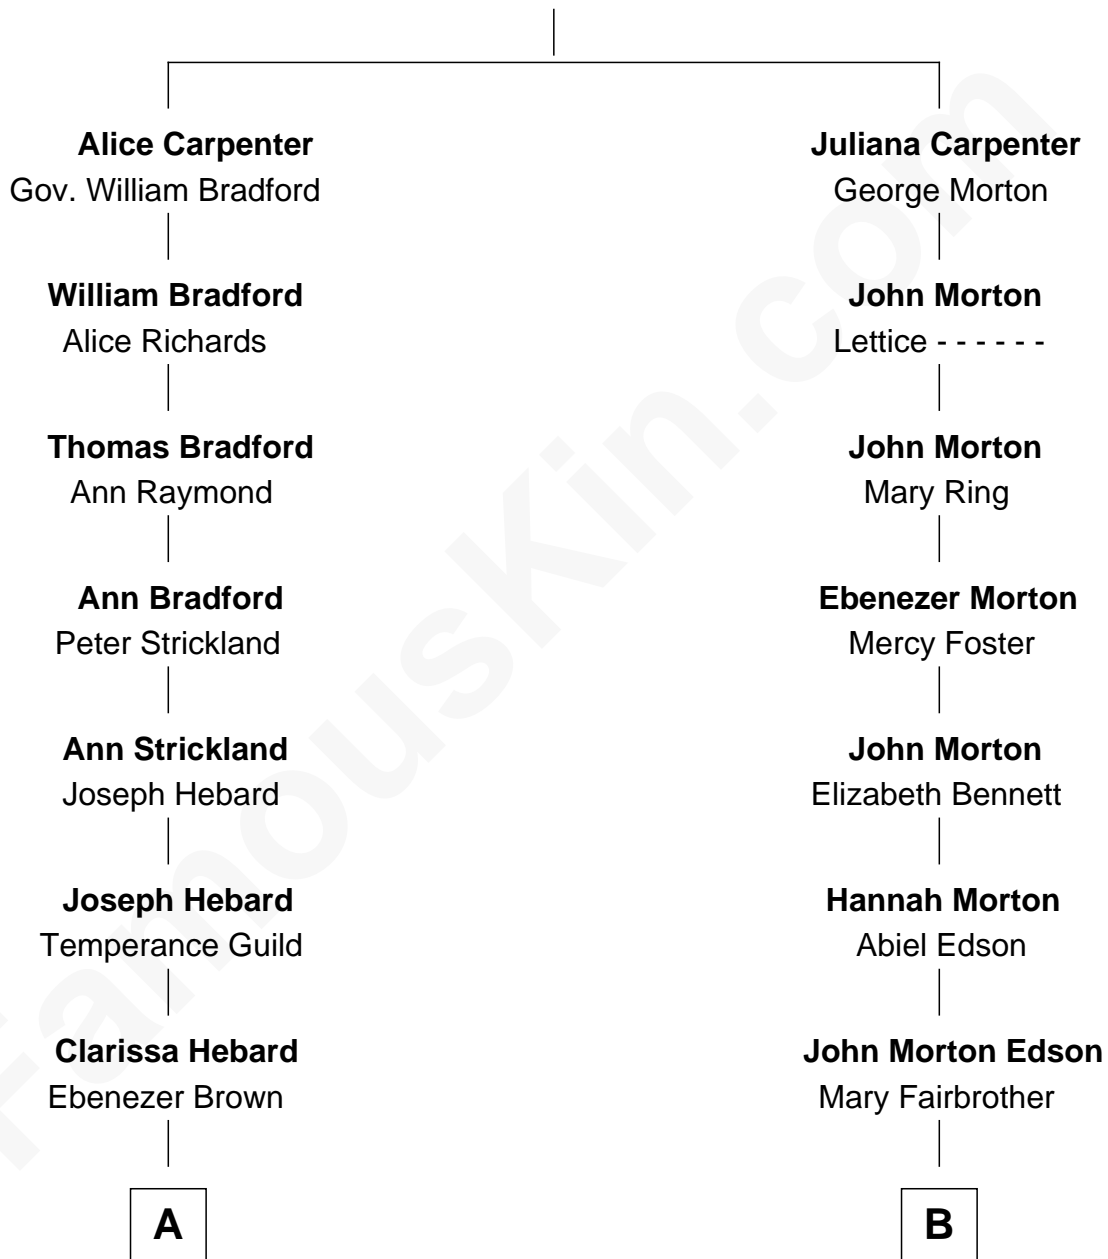 Alice Carpenter
Gov. William Bradford
William Bradford
Alice Richards
Thomas Bradford
Ann Raymond
Ann Bradford
Peter Strickland
Ann Strickland
Joseph Hebard
Joseph Hebard
Temperance Guild
Clarissa Hebard
Ebenezer Brown
A
Juliana Carpenter
George Morton
John Morton
Lettice - - - - - -
John Morton
Mary Ring
Ebenezer Morton
Mercy Foster
John Morton
Elizabeth Bennett
Hannah Morton
Abiel Edson
John Morton Edson
Mary Fairbrother
B
FamousKin.com